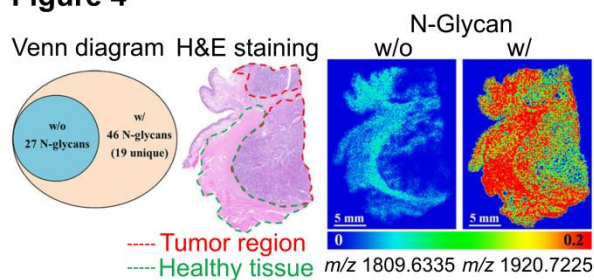 Figure 4
Venn diagram
H&E staining
N-Glycan
w/o
w/
w/o
27 N-glycans
w/
46 N-glycans
(19 unique)
5 mm
5 mm
0
0.2
----- Tumor region
----- Healthy tissue
m/z 1809.6335
m/z 1920.7225